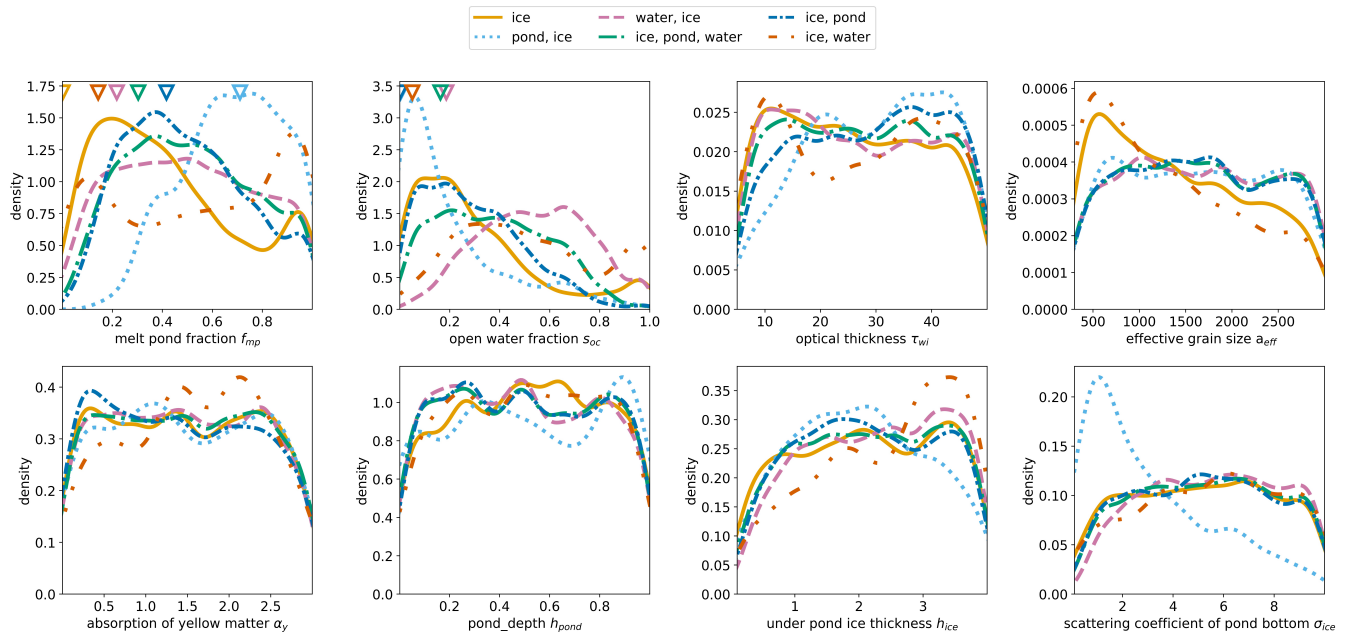 ice
water, ice
ice, pond
pond, ice
ice, pond, water
ice, water
1.75
1.50
1.25
1.00
0.75
0.50
0.25
0.00
density
0.2 0.4 0.6 0.8
melt pond fraction f_mp
3.5
3.0
2.5
2.0
1.5
1.0
0.5
0.0
density
0.2 0.4 0.6 0.8 1.0
open water fraction s_oc
0.025
0.020
0.015
0.010
0.005
0.000
density
10 20 30 40
optical thickness τ_wi
0.0006
0.0005
0.0004
0.0003
0.0002
0.0001
0.0000
density
500 1000 1500 2000 2500
effective grain size a_eff
0.4
0.3
0.2
0.1
0.0
density
0.5 1.0 1.5 2.0 2.5
absorption of yellow matter α_y
1.0
0.8
0.6
0.4
0.2
0.0
density
0.2 0.4 0.6 0.8
pond_depth h_pond
0.35
0.30
0.25
0.20
0.15
0.10
0.05
0.00
density
1 2 3
under pond ice thickness h_ice
0.20
0.15
0.10
0.05
0.00
density
2 4 6 8
scattering coefficient of pond bottom σ_ice